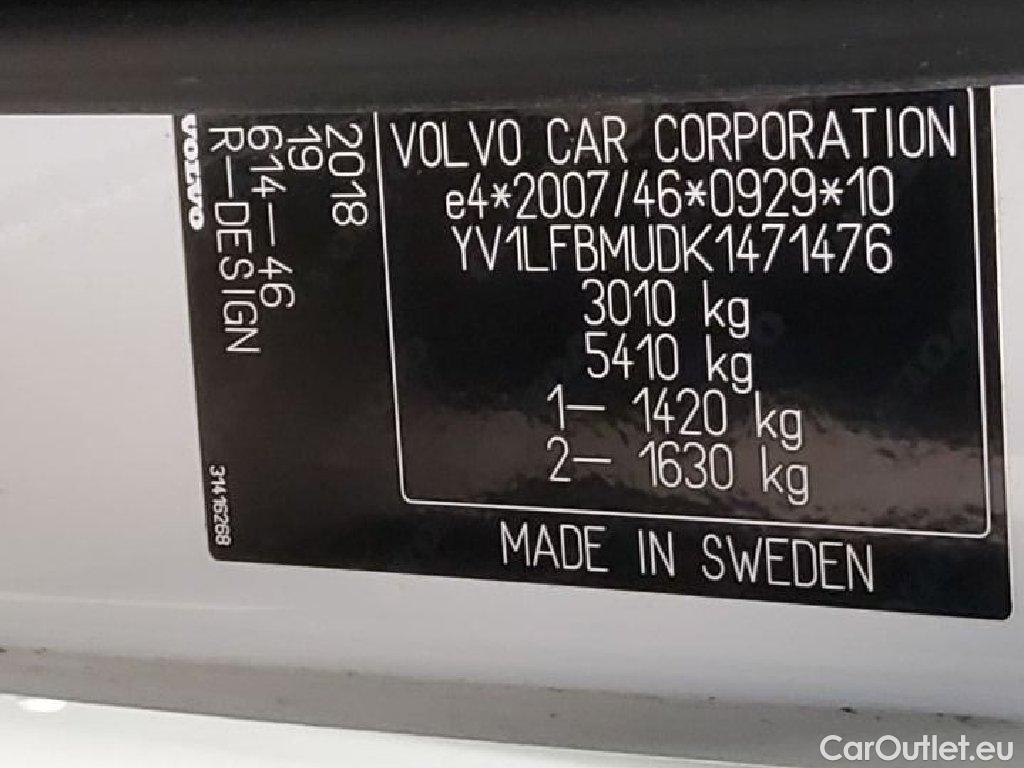 VOLVO CAR CORPORATION
e4*2007/46*0929*10
YV1LFBMUDK1471476
3010 kg
5410 kg
1- 1420 kg
2- 1630 kg
MADE IN SWEDEN
2018
19
614-46
R-DESIGN
VOLVO
31416268
CarOutlet.eu